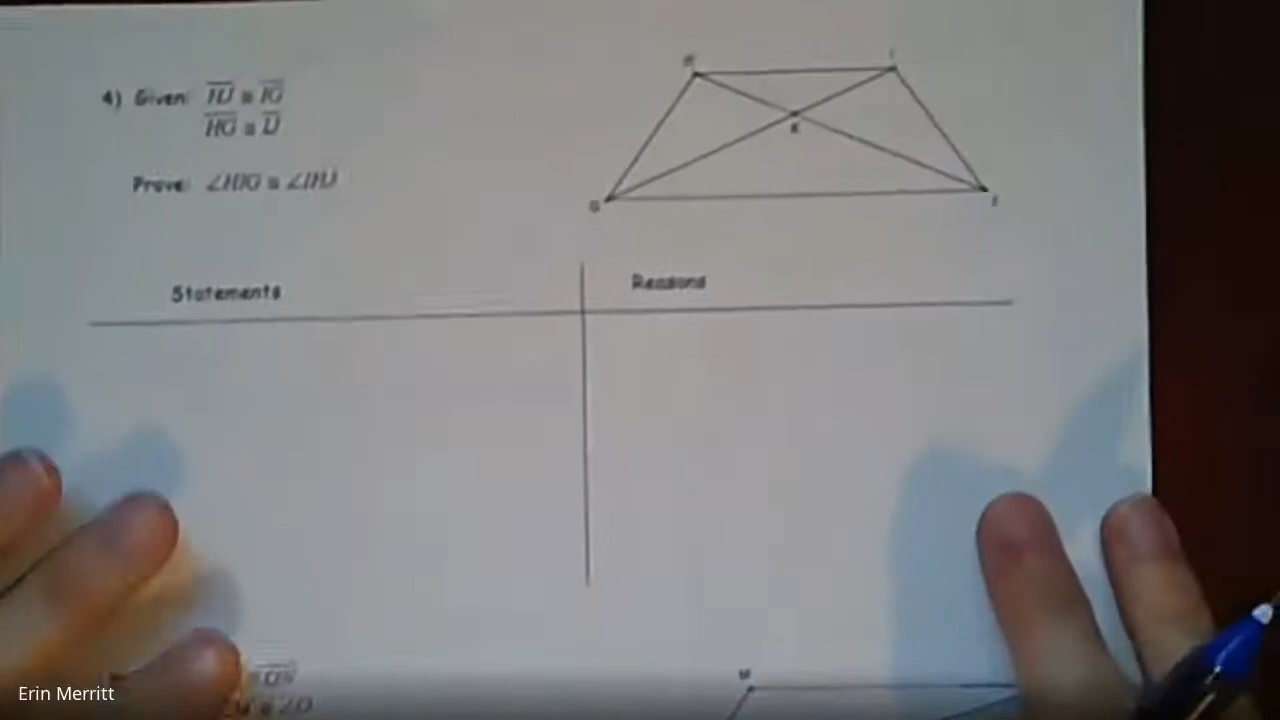 4) Given: HJ ≅ IG
HG ≅ IJ
Prove: ∠HIG ≅ ∠IHJ
H I
K
G J
Statements Reasons
Erin Merritt